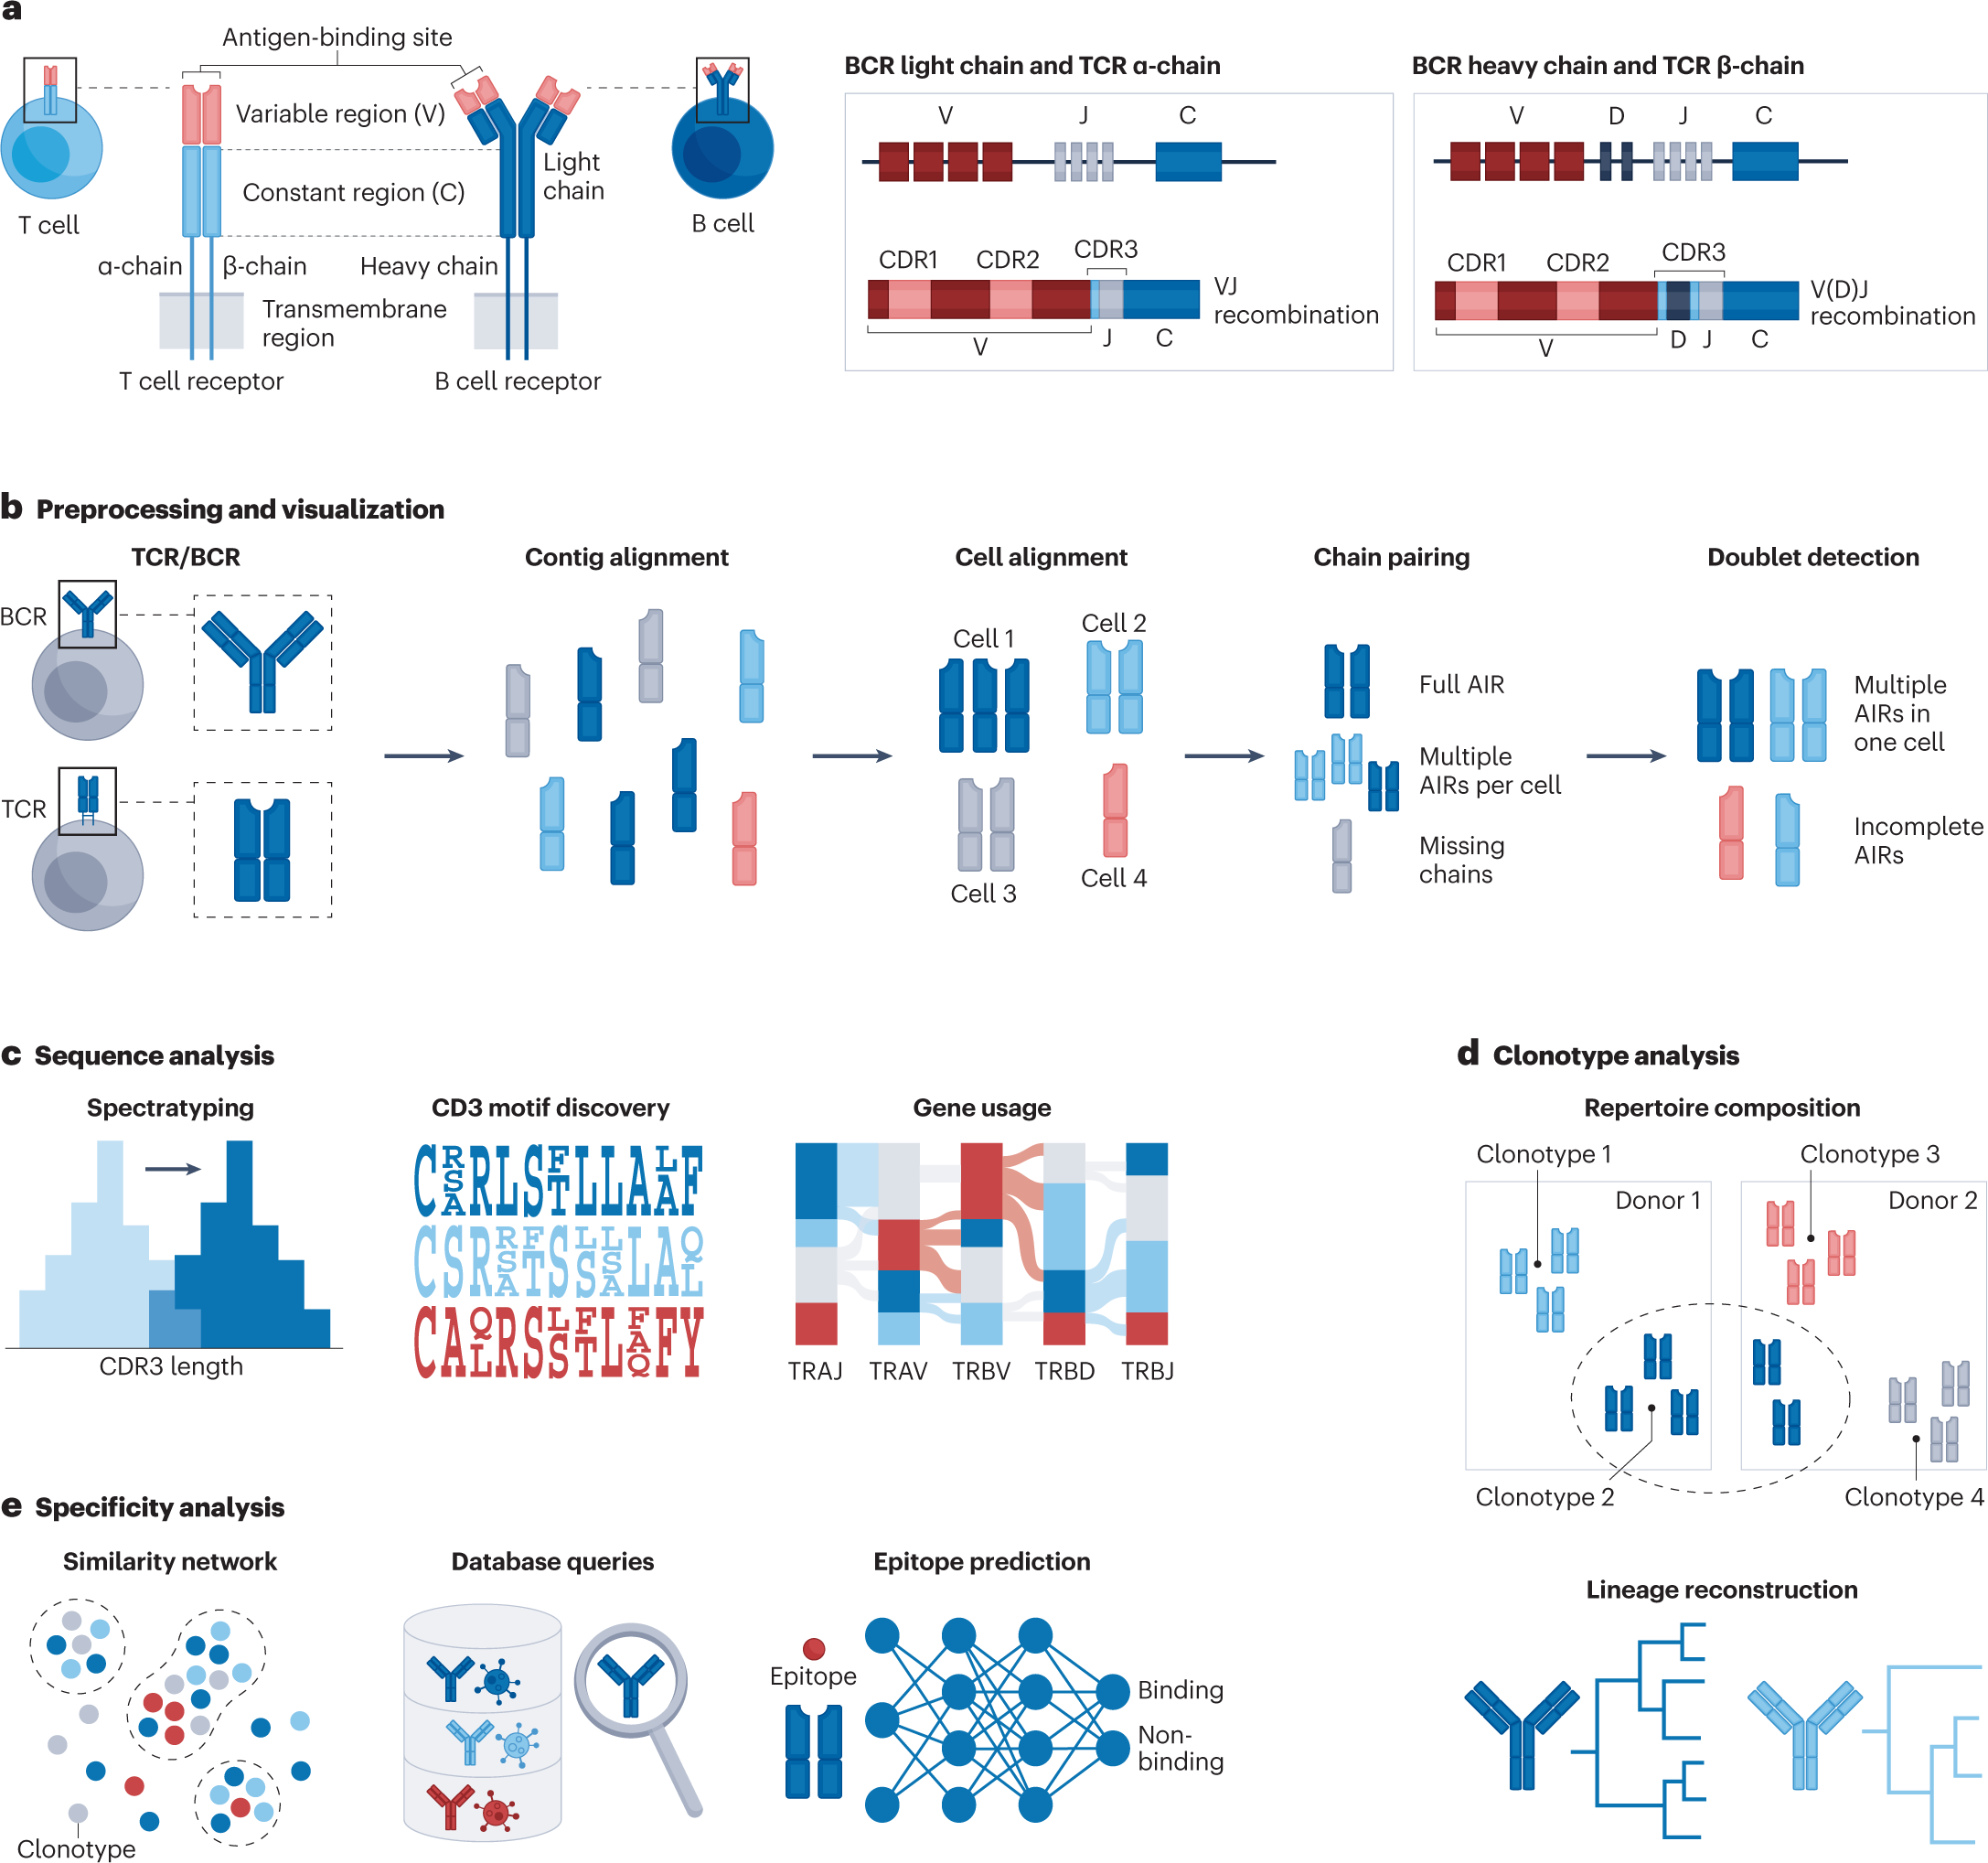 a
Antigen-binding site
Variable region (V)
Constant region (C)
Light
chain
T cell
B cell
α-chain
β-chain
Heavy chain
Transmembrane
region
T cell receptor
B cell receptor
BCR light chain and TCR α-chain
V
J
C
CDR1
CDR2
CDR3
VJ
recombination
V
J
C
BCR heavy chain and TCR β-chain
V
D
J
C
CDR1
CDR2
CDR3
V(D)J
recombination
V
D
J
C
b Preprocessing and visualization
TCR/BCR
BCR
TCR
Contig alignment
Cell alignment
Cell 1
Cell 2
Cell 3
Cell 4
Chain pairing
Full AIR
Multiple
AIRs per cell
Missing
chains
Doublet detection
Multiple
AIRs in
one cell
Incomplete
AIRs
c Sequence analysis
Spectratyping
CDR3 length
CD3 motif discovery
C R S A R L S F T L L A L A F
C S R R S A F T S L S L S A L A Q L
C A Q L R S L S F T L F A Q F Y
Gene usage
TRAJ
TRAV
TRBV
TRBD
TRBJ
d Clonotype analysis
Repertoire composition
Clonotype 1
Clonotype 3
Donor 1
Donor 2
Clonotype 2
Clonotype 4
Lineage reconstruction
e Specificity analysis
Similarity network
Clonotype
Database queries
Epitope prediction
Epitope
Binding
Non-
binding